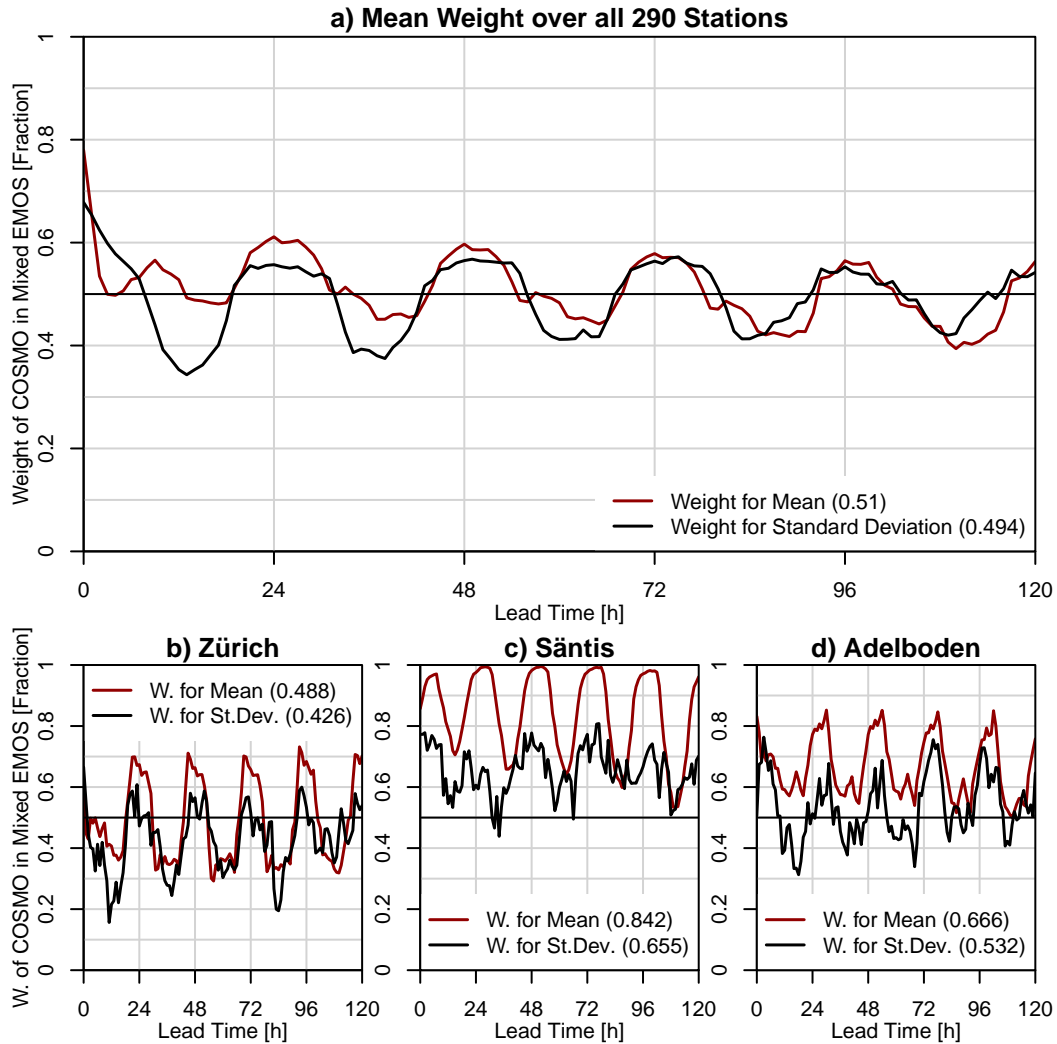 a) Mean Weight over all 290 Stations
Weight of COSMO in Mixed EMOS [Fraction]
1
0.8
0.6
0.4
0.2
0
Weight for Mean (0.51)
Weight for Standard Deviation (0.494)
0 24 48 72 96 120
Lead Time [h]
b) Zürich
W. of COSMO in Mixed EMOS [Fraction]
1
0.8
0.6
0.4
0.2
0
W. for Mean (0.488)
W. for St.Dev. (0.426)
0 24 48 72 96 120
Lead Time [h]
c) Säntis
1
0.8
0.6
0.4
0.2
0
W. for Mean (0.842)
W. for St.Dev. (0.655)
0 24 48 72 96 120
Lead Time [h]
d) Adelboden
1
0.8
0.6
0.4
0.2
0
W. for Mean (0.666)
W. for St.Dev. (0.532)
0 24 48 72 96 120
Lead Time [h]